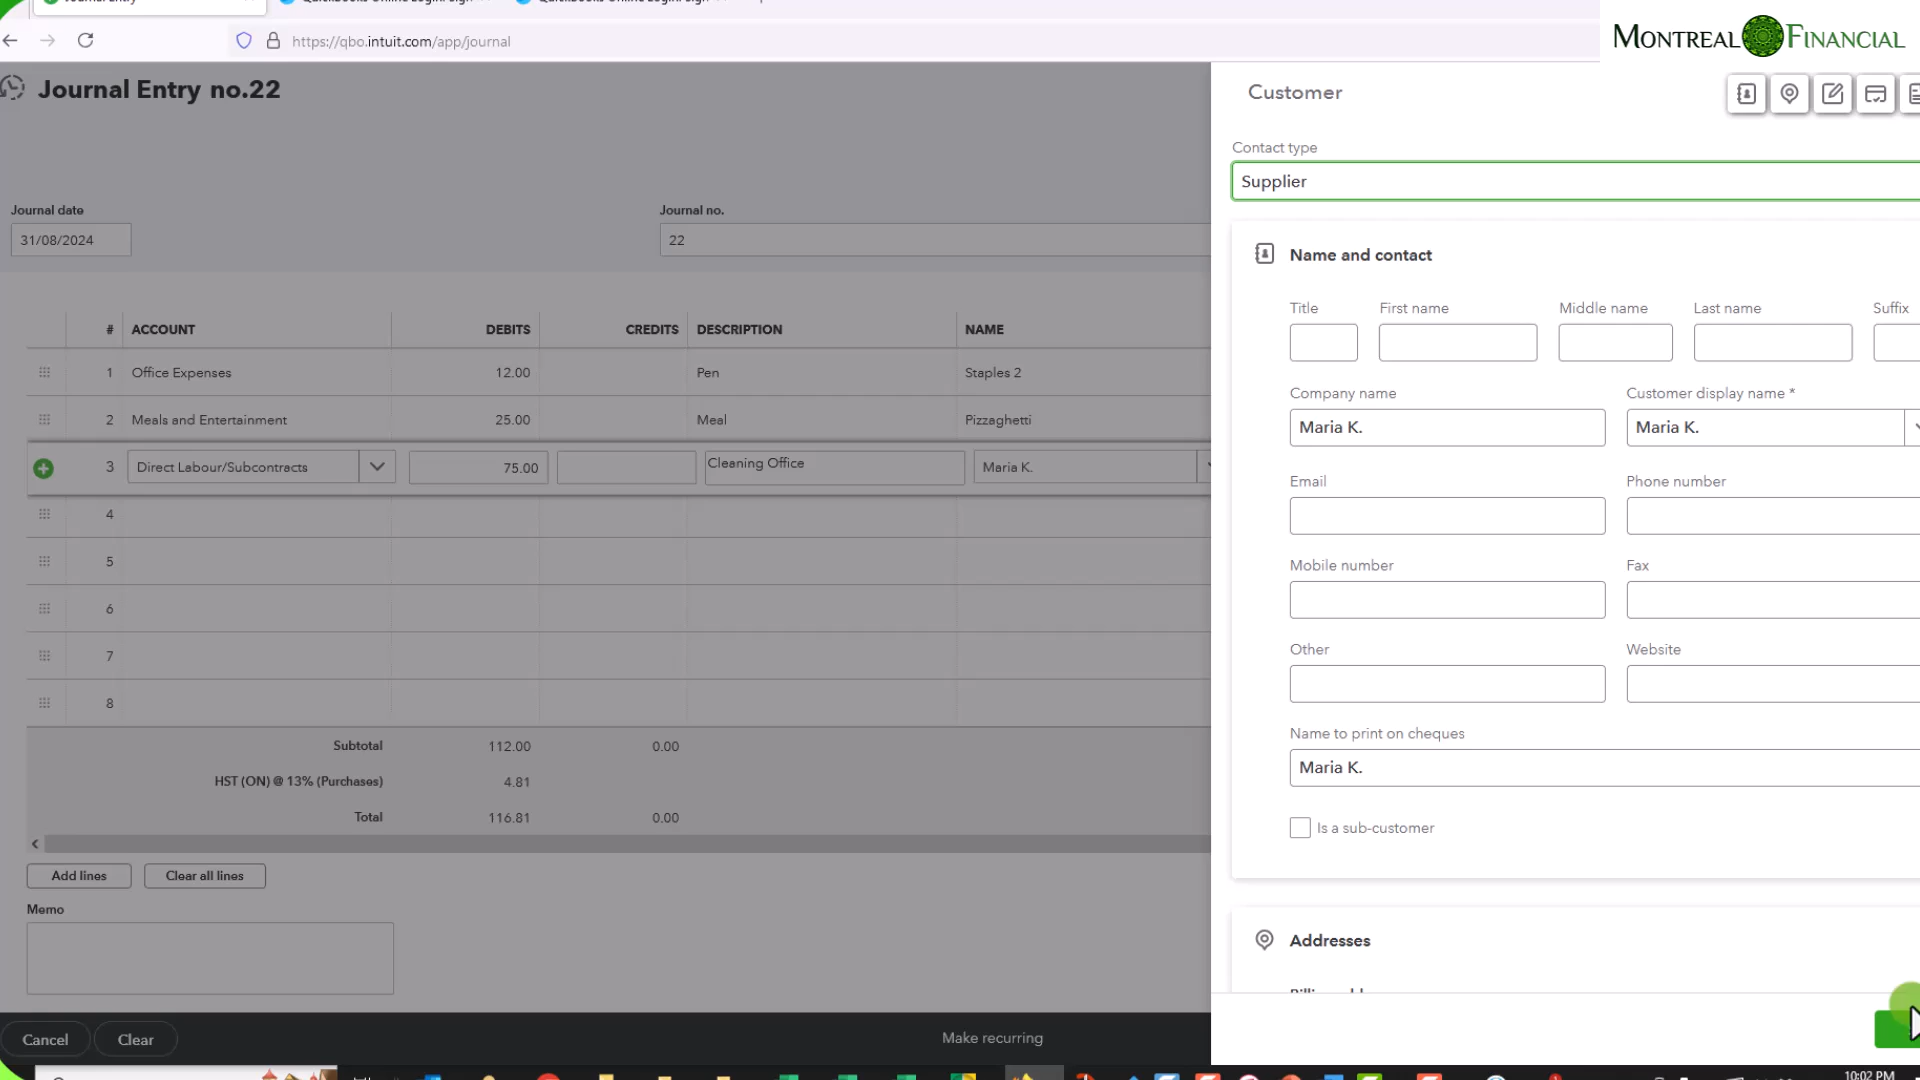 https://qbo.intuit.com/app/journal
MONTREAL FINANCIAL
Journal Entry no.22
Customer
Contact type
Supplier
Journal date
31/08/2024
Journal no.
22
Name and contact
Title First name Middle name Last name Suffix
# ACCOUNT DEBITS CREDITS DESCRIPTION NAME
1 Office Expenses 12.00 Pen Staples 2
2 Meals and Entertainment 25.00 Meal Pizzaghetti
3 Direct Labour/Subcontracts 75.00 Cleaning Office Maria K.
4
5
6
7
8
Subtotal 112.00 0.00
HST (ON) @ 13% (Purchases) 4.81
Total 116.81 0.00
Add lines Clear all lines
Memo
Cancel Clear Make recurring
Company name Customer display name *
Maria K. Maria K.
Email Phone number
Mobile number Fax
Other Website
Name to print on cheques
Maria K.
Is a sub-customer
Addresses
10:02 PM